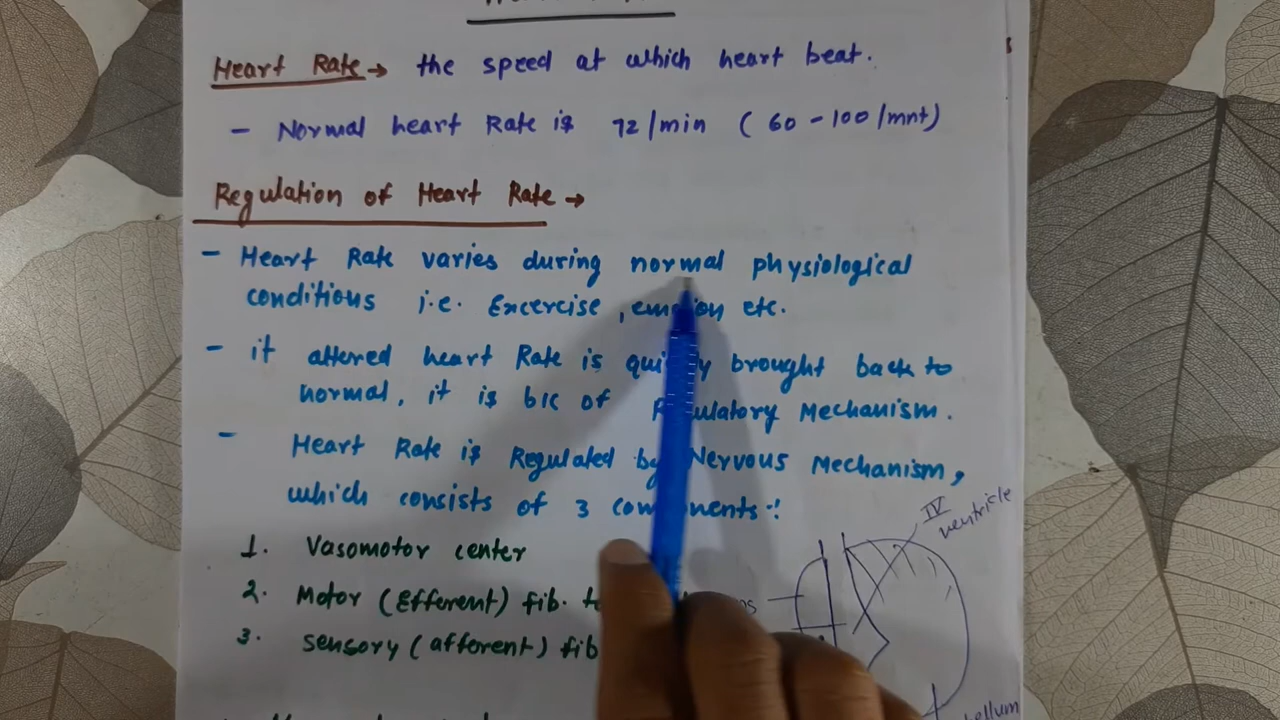 Heart Rate → the speed at which heart beat.
- Normal heart Rate is 72/min (60-100/mnt)
Regulation of Heart Rate →
- Heart Rate varies during normal physiological
conditions i.e. Excercise, etc.
- it altered heart Rate is brought back to
normal, it is b/c of Mechanism.
- Heart Rate is Regulated by Nervous Mechanism,
which consists of 3 :
1. Vasomotor center
2. Motor (Efferent) fib.
3. sensory (afferent) fib
IV
ventricle